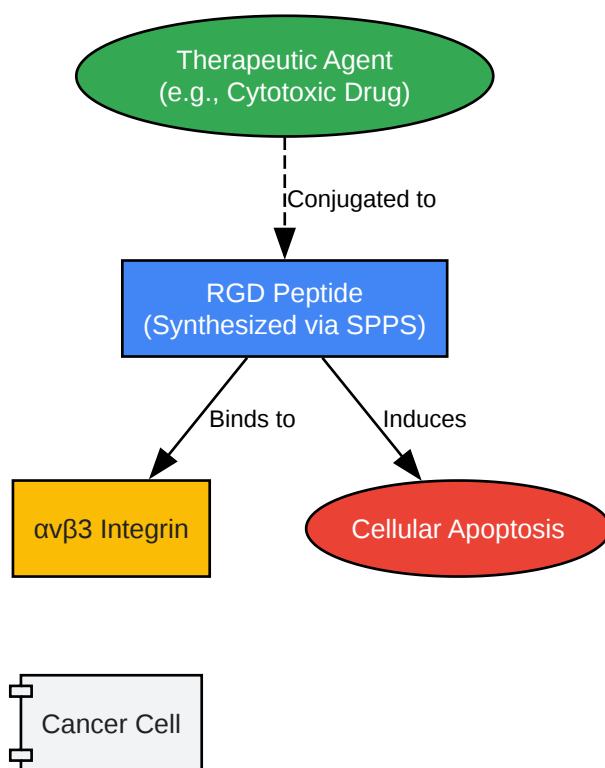 Therapeutic Agent
(e.g., Cytotoxic Drug)
Conjugated to
RGD Peptide
(Synthesized via SPPS)
Binds to
Induces
αvβ3 Integrin
Cellular Apoptosis
Cancer Cell